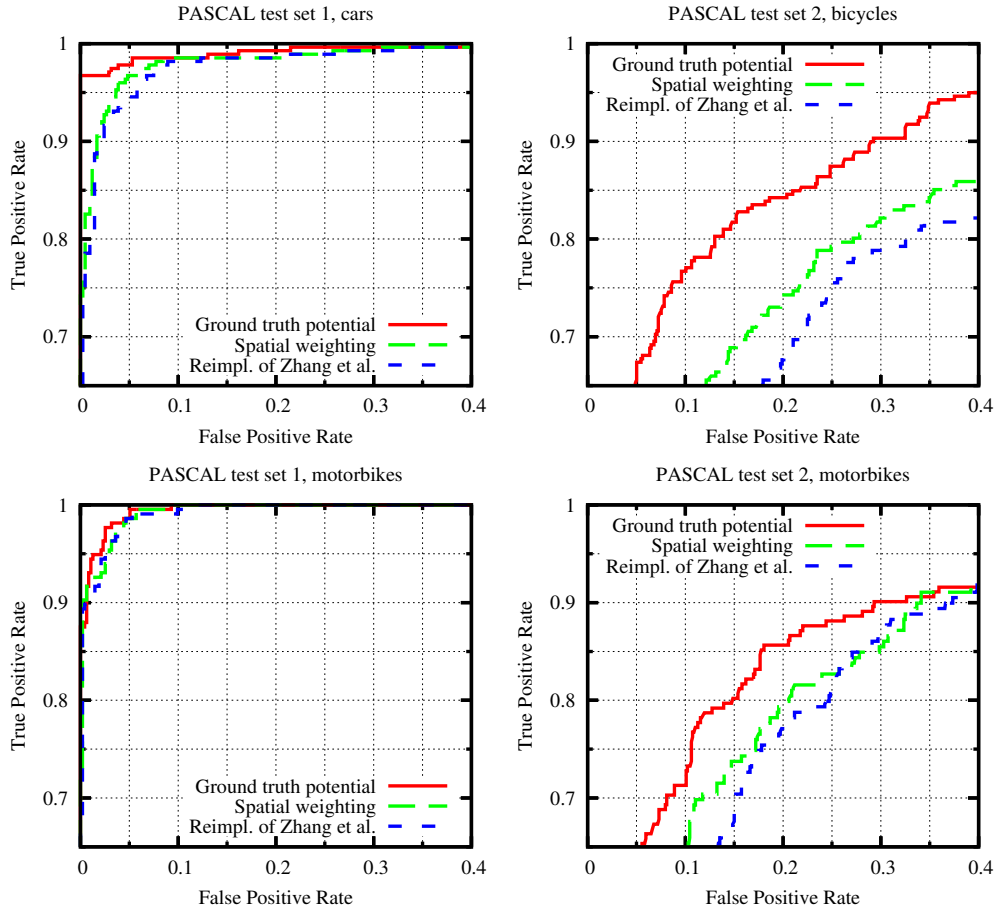 PASCAL test set 1, cars
1
0.9
0.8
0.7
True Positive Rate
Ground truth potential
Spatial weighting
Reimpl. of Zhang et al.
0 0.1 0.2 0.3 0.4
False Positive Rate
PASCAL test set 2, bicycles
1
0.9
0.8
0.7
True Positive Rate
Ground truth potential
Spatial weighting
Reimpl. of Zhang et al.
0 0.1 0.2 0.3 0.4
False Positive Rate
PASCAL test set 1, motorbikes
1
0.9
0.8
0.7
True Positive Rate
Ground truth potential
Spatial weighting
Reimpl. of Zhang et al.
0 0.1 0.2 0.3 0.4
False Positive Rate
PASCAL test set 2, motorbikes
1
0.9
0.8
0.7
True Positive Rate
Ground truth potential
Spatial weighting
Reimpl. of Zhang et al.
0 0.1 0.2 0.3 0.4
False Positive Rate